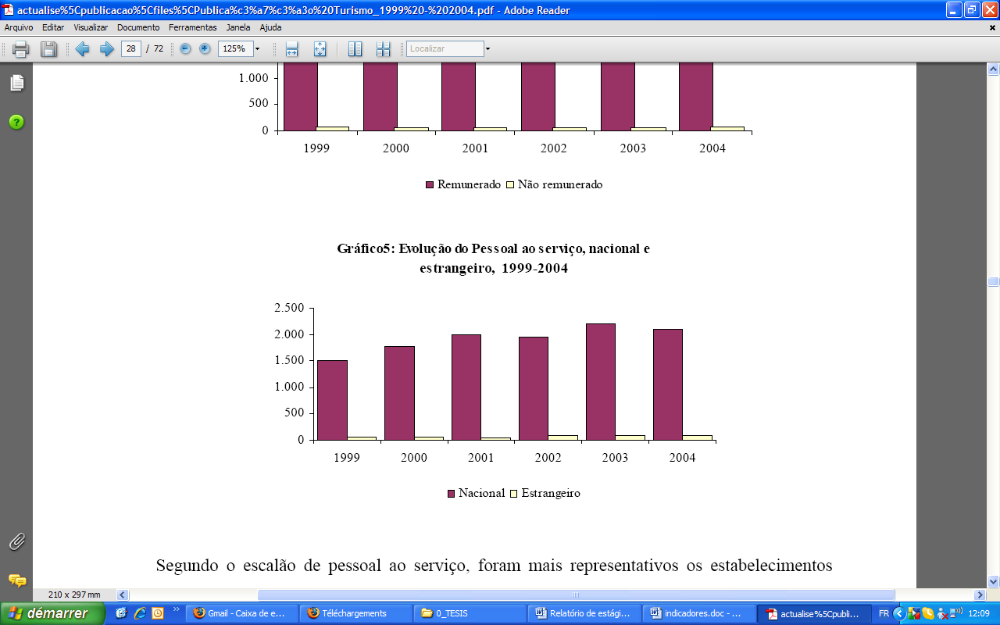 actualise%5Cpublicacao%5Cfiles%5CPublica%c3%a7%c3%a3o%20Turismo_1999%20-%202004.pdf - Adobe Reader
Arquivo Editar Visualizar Documento Ferramentas Janela Ajuda
28 / 72 125% Localizar
1.000
500
0
1999 2000 2001 2002 2003 2004
Remunerado Não remunerado
Gráfico5: Evolução do Pessoal ao serviço, nacional e
estrangeiro, 1999-2004
2.500
2.000
1.500
1.000
500
0
1999 2000 2001 2002 2003 2004
Nacional Estrangeiro
Segundo o escalão de pessoal ao serviço, foram mais representativos os estabelecimentos
210 x 297 mm
démarrer Gmail - Caixa de e... Téléchargements 0_TESIS Relatório de estági... indicadores.doc - ... actualise%5Cpubli... FR 12:09